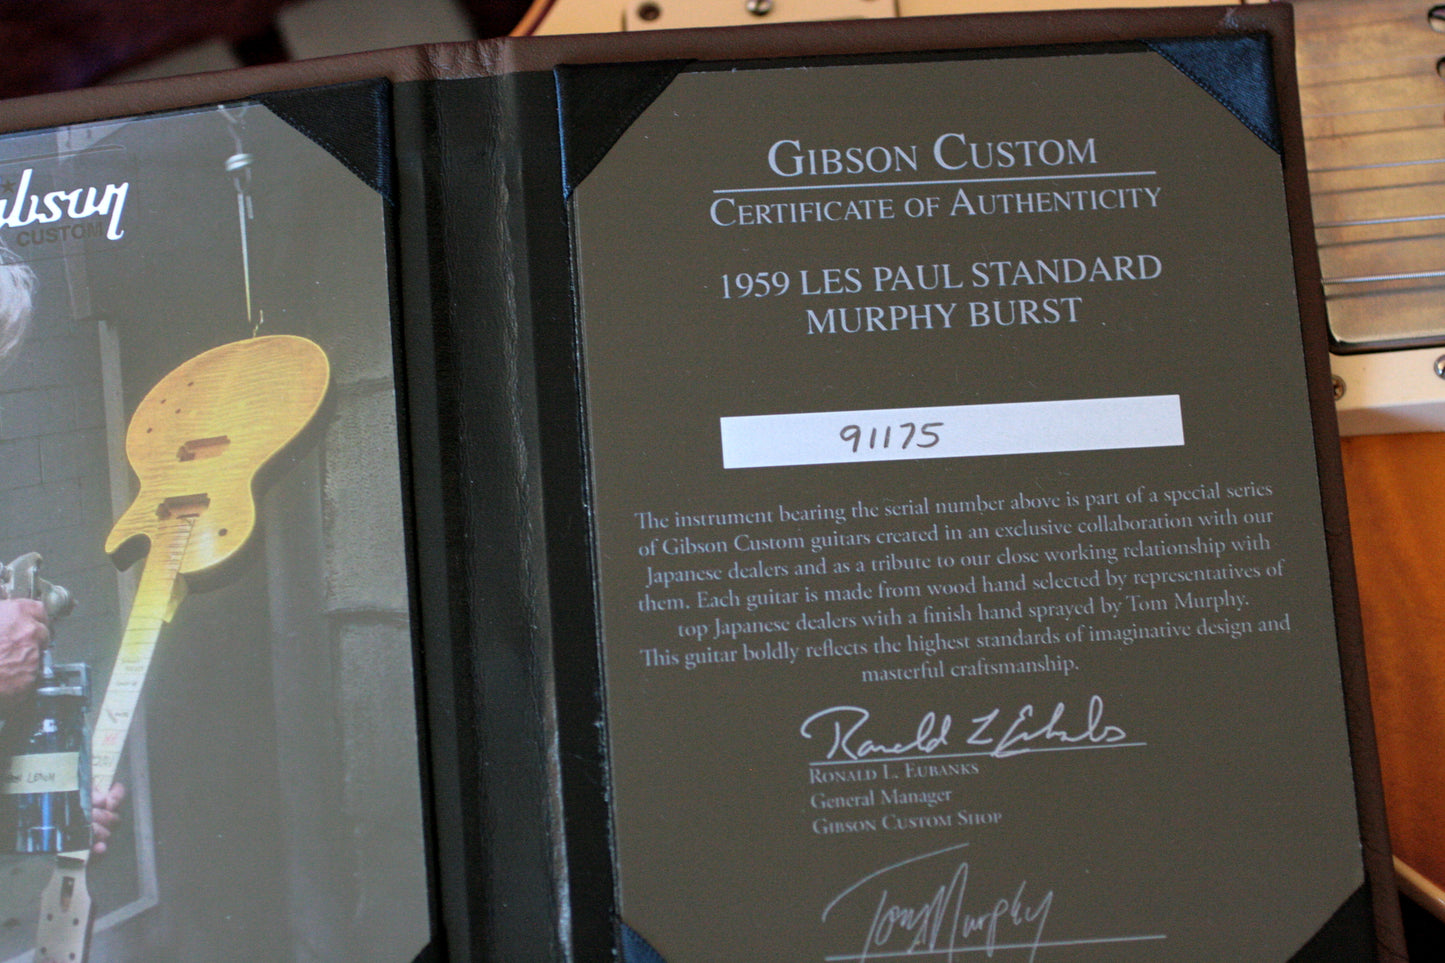 Gibson
CUSTOM
GIBSON CUSTOM
CERTIFICATE OF AUTHENTICITY
1959 LES PAUL STANDARD
MURPHY BURST
91175
The instrument bearing the serial number above is part of a special series
of Gibson Custom guitars created in an exclusive collaboration with our
Japanese dealers and as a tribute to our close working relationship with
them. Each guitar is made from wood hand selected by representatives of
top Japanese dealers with a finish hand sprayed by Tom Murphy.
This guitar boldly reflects the highest standards of imaginative design and
masterful craftsmanship.
Ronald L Eubanks
RONALD L. EUBANKS
General Manager
GIBSON CUSTOM SHOP
Tom Murphy